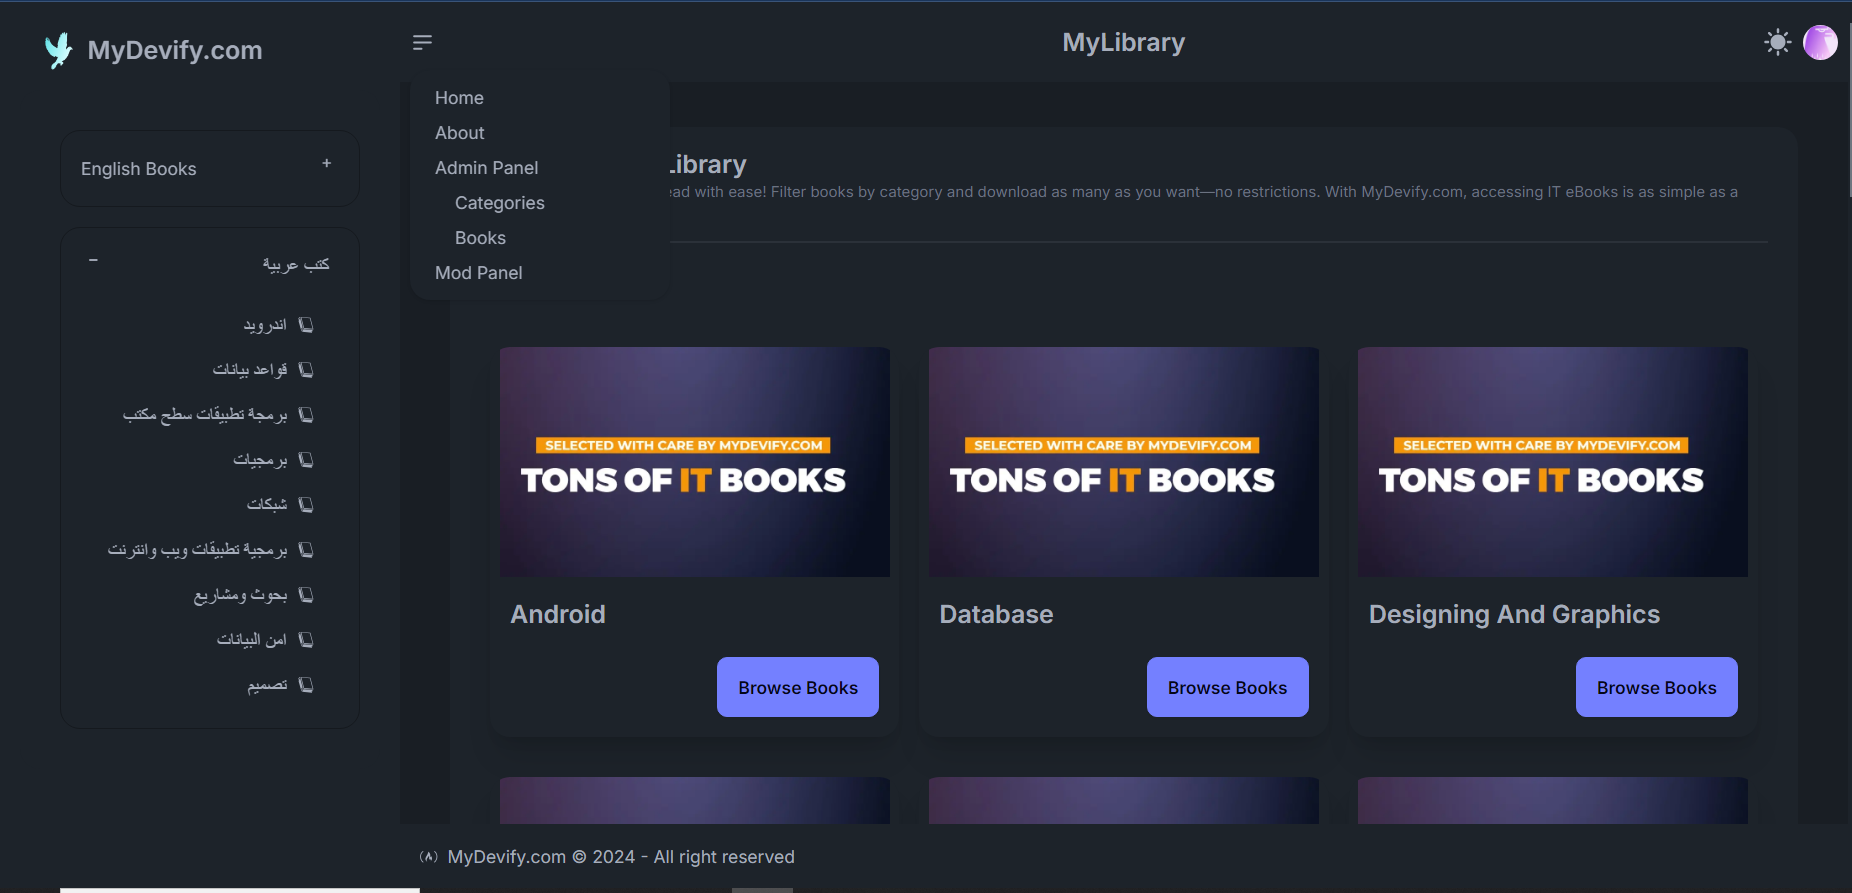 MyDevify.com
MyLibrary
English Books
+
كتب عربية
−
اندرويد
قواعد بيانات
برمجة تطبيقات سطح مكتب
برمجيات
شبكات
برمجية تطبيقات ويب وانترنت
بحوث ومشاريع
امن البيانات
تصميم
Home
About
Admin Panel
Categories
Books
Mod Panel
Library
with ease! Filter books by category and download as many as you want—no restrictions. With MyDevify.com, accessing IT eBooks is as simple as a
SELECTED WITH CARE BY MYDEVIFY.COM
TONS OF IT BOOKS
Android
Browse Books
SELECTED WITH CARE BY MYDEVIFY.COM
TONS OF IT BOOKS
Database
Browse Books
SELECTED WITH CARE BY MYDEVIFY.COM
TONS OF IT BOOKS
Designing And Graphics
Browse Books
MyDevify.com © 2024 - All right reserved